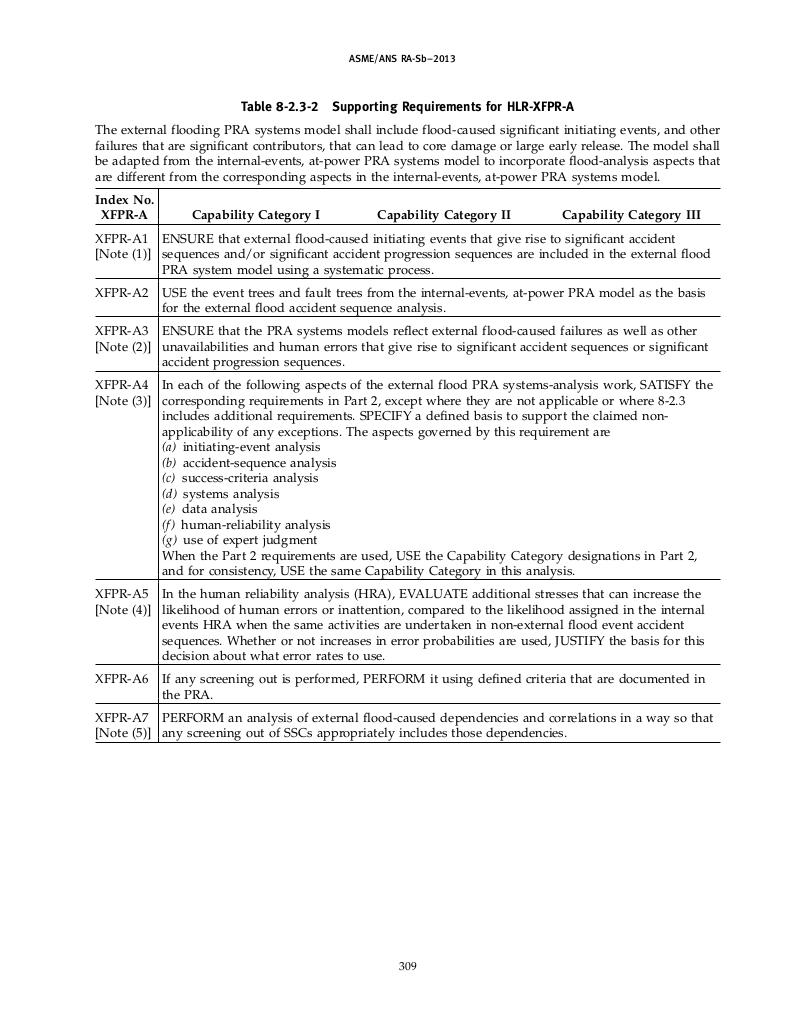 ASME/ANS RA-Sb–2013
Table 8-2.3-2 Supporting Requirements for HLR-XFPR-A
The external flooding PRA systems model shall include flood-caused significant initiating events, and other
failures that are significant contributors, that can lead to core damage or large early release. The model shall
be adapted from the internal-events, at-power PRA systems model to incorporate flood-analysis aspects that
are different from the corresponding aspects in the internal-events, at-power PRA systems model.
Index No.
XFPR-A Capability Category I Capability Category II Capability Category III
XFPR-A1 ENSURE that external flood-caused initiating events that give rise to significant accident
[Note (1)] sequences and/or significant accident progression sequences are included in the external flood
PRA system model using a systematic process.
XFPR-A2 USE the event trees and fault trees from the internal-events, at-power PRA model as the basis
for the external flood accident sequence analysis.
XFPR-A3 ENSURE that the PRA systems models reflect external flood-caused failures as well as other
[Note (2)] unavailabilities and human errors that give rise to significant accident sequences or significant
accident progression sequences.
XFPR-A4 In each of the following aspects of the external flood PRA systems-analysis work, SATISFY the
[Note (3)] corresponding requirements in Part 2, except where they are not applicable or where 8-2.3
includes additional requirements. SPECIFY a defined basis to support the claimed non-
applicability of any exceptions. The aspects governed by this requirement are
(a) initiating-event analysis
(b) accident-sequence analysis
(c) success-criteria analysis
(d) systems analysis
(e) data analysis
(f) human-reliability analysis
(g) use of expert judgment
When the Part 2 requirements are used, USE the Capability Category designations in Part 2,
and for consistency, USE the same Capability Category in this analysis.
XFPR-A5 In the human reliability analysis (HRA), EVALUATE additional stresses that can increase the
[Note (4)] likelihood of human errors or inattention, compared to the likelihood assigned in the internal
events HRA when the same activities are undertaken in non-external flood event accident
sequences. Whether or not increases in error probabilities are used, JUSTIFY the basis for this
decision about what error rates to use.
XFPR-A6 If any screening out is performed, PERFORM it using defined criteria that are documented in
the PRA.
XFPR-A7 PERFORM an analysis of external flood-caused dependencies and correlations in a way so that
[Note (5)] any screening out of SSCs appropriately includes those dependencies.
309